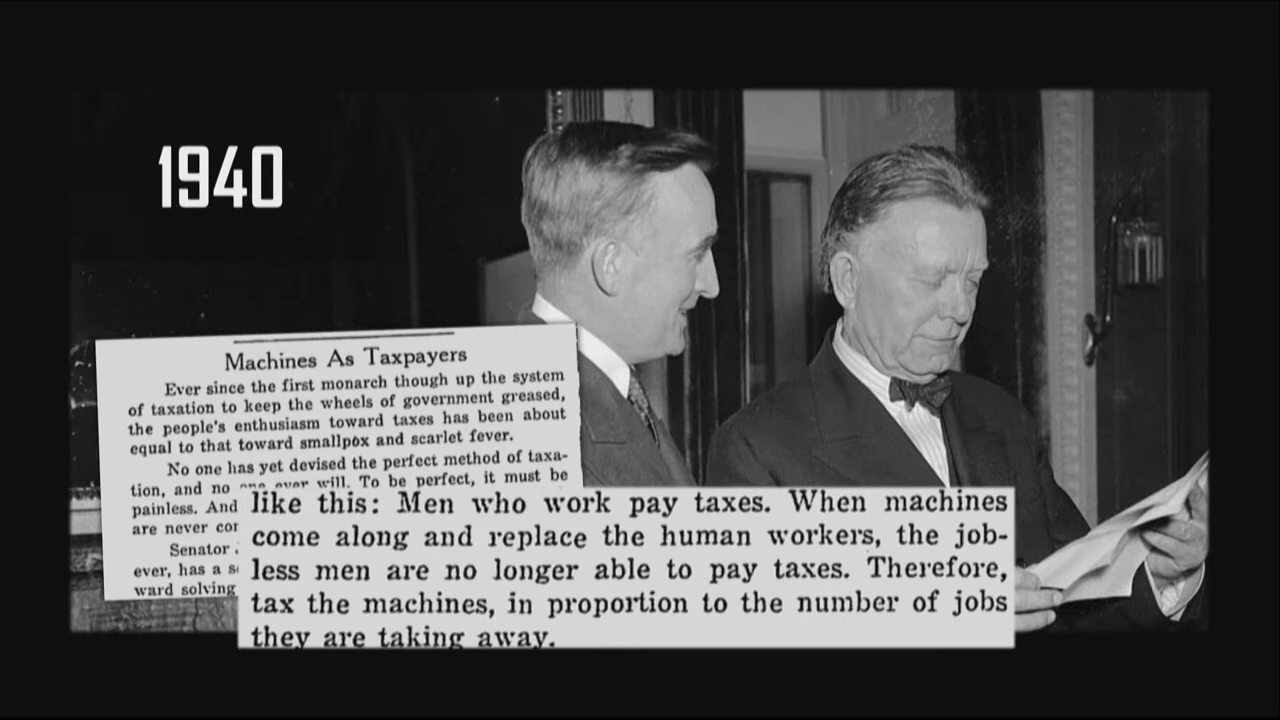 1940
Machines As Taxpayers
Ever since the first monarch though up the system
of taxation to keep the wheels of government greased,
the people's enthusiasm toward taxes has been about
equal to that toward smallpox and scarlet fever.
No one has yet devised the perfect method of taxa-
tion, and no one ever will. To be perfect, it must be
painless. And
are never
Senator
ever, has a
ward solving
like this: Men who work pay taxes. When machines
come along and replace the human workers, the job-
less men are no longer able to pay taxes. Therefore,
tax the machines, in proportion to the number of jobs
they are taking away.